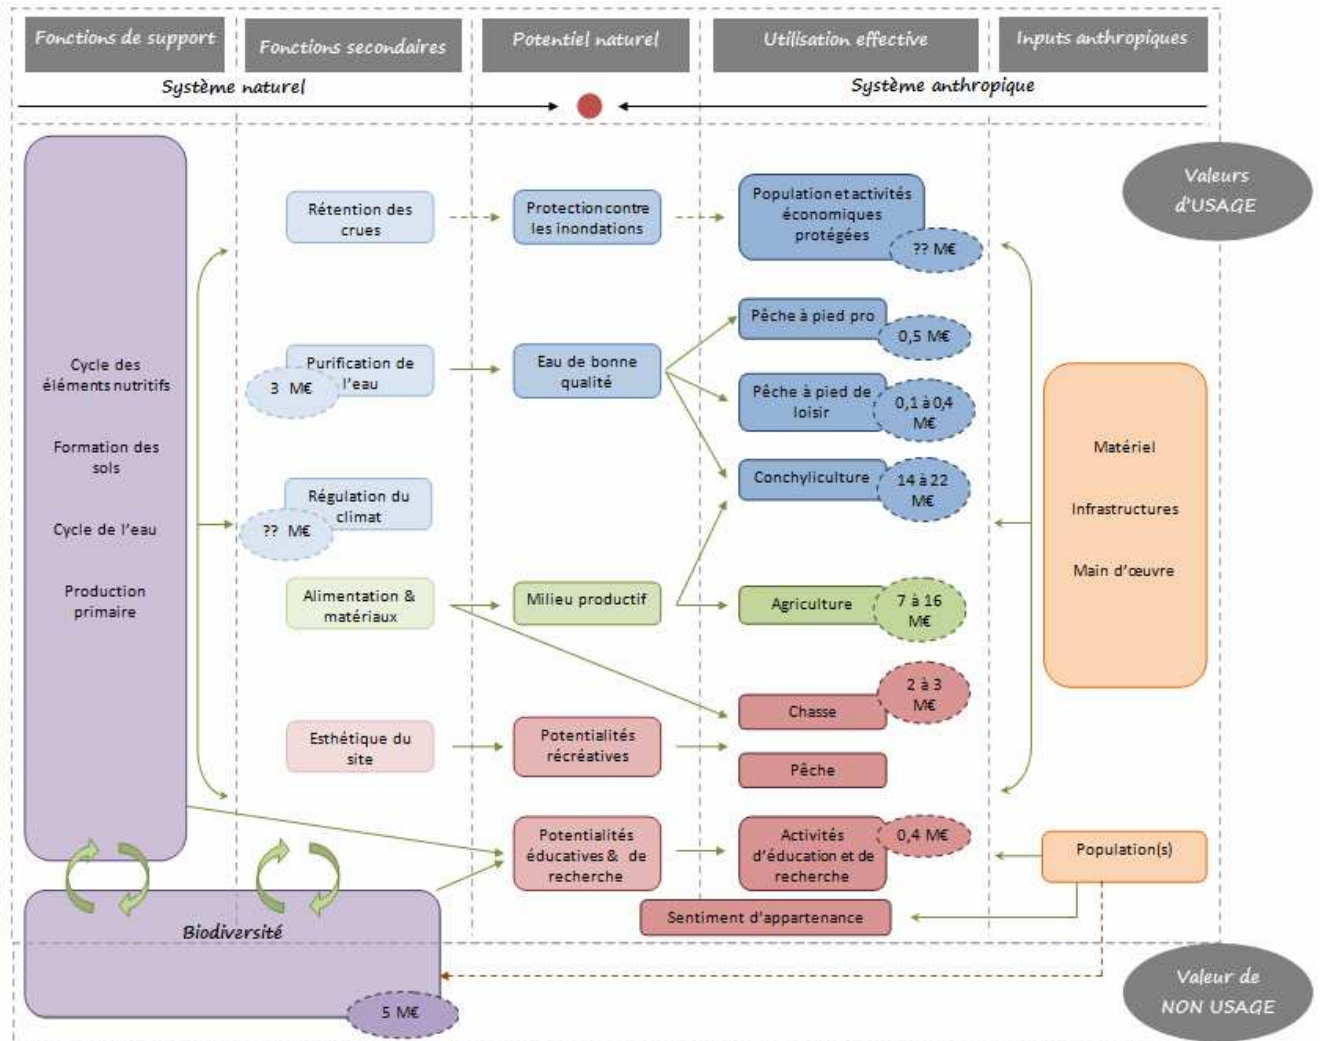 Fonctions de support
Fonctions secondaires
Potentiel naturel
Utilisation effective
Inputs anthropiques
Système naturel
Système anthropique
Valeurs
d'USAGE
Cycle des
éléments nutritifs
Formation des
sols
Cycle de l'eau
Production
primaire
Rétention des
crues
Protection contre
les inondations
Population et activités
économiques
protégées
?? M€
Purification de
l'eau
3 M€
Eau de bonne
qualité
Pêche à pied pro
0,5 M€
Pêche à pied de
loisir
0,1 à 0,4
M€
Conchyliculture
14 à 22
M€
Régulation du
climat
?? M€
Alimentation &
matériaux
Milieu productif
Agriculture
7 à 16
M€
Chasse
2 à 3
M€
Esthétique du
site
Potentialités
récréatives
Pêche
Potentialités
éducatives & de
recherche
Activités
d'éducation et de
recherche
0,4 M€
Sentiment d'appartenance
Matériel
Infrastructures
Main d'œuvre
Population(s)
Biodiversité
5 M€
Valeur de
NON USAGE